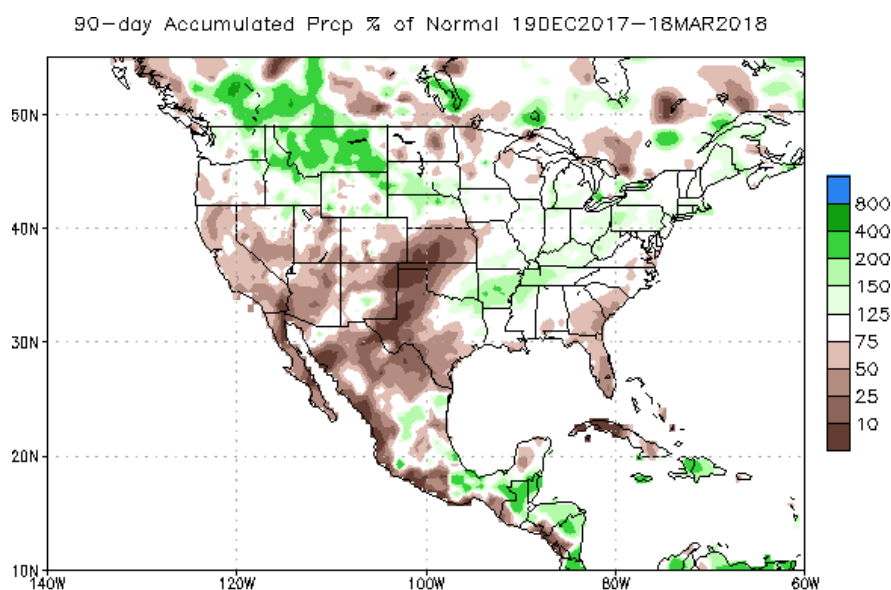 90-day Accumulated Prcp % of Normal 19DEC2017-18MAR2018
50N
40N
30N
20N
10N
140W 120W 100W 80W 60W
800
400
200
150
125
75
50
25
10